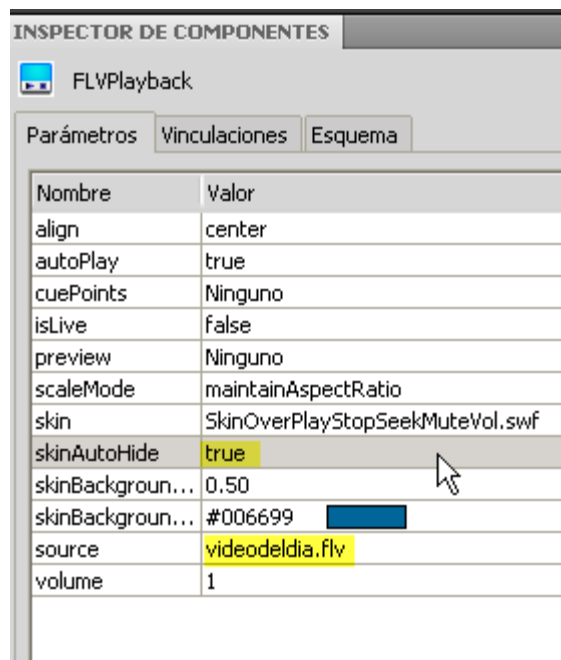 INSPECTOR DE COMPONENTES
FLVPlayback
Parámetros Vinculaciones Esquema
Nombre Valor
align center
autoPlay true
cuePoints Ninguno
isLive false
preview Ninguno
scaleMode maintainAspectRatio
skin SkinOverPlayStopSeekMuteVol.swf
skinAutoHide true
skinBackgroun... 0.50
skinBackgroun... #006699
source videodeldia.flv
volume 1